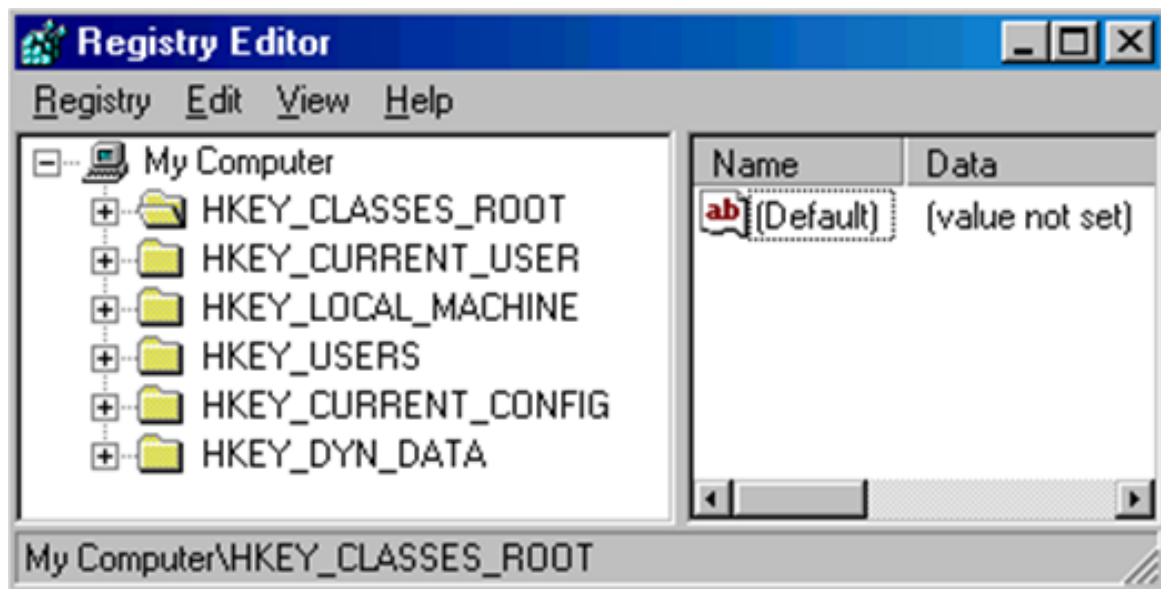 Registry Editor
Registry Edit View Help
My Computer
HKEY_CLASSES_ROOT
HKEY_CURRENT_USER
HKEY_LOCAL_MACHINE
HKEY_USERS
HKEY_CURRENT_CONFIG
HKEY_DYN_DATA
Name Data
ab (Default) (value not set)
My Computer\HKEY_CLASSES_ROOT